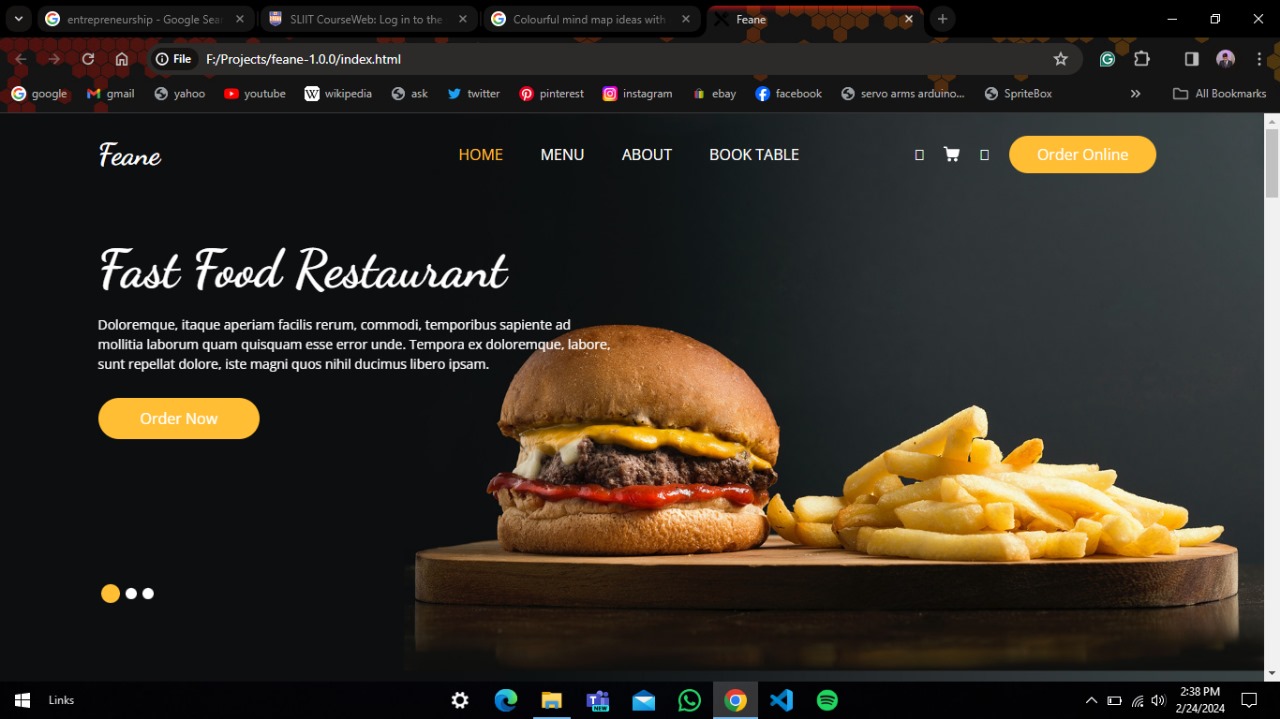 entrepreneurship - Google Sear
SLIIT CourseWeb: Log in to the
Colourful mind map ideas with
Feane
File
F:/Projects/feane-1.0.0/index.html
google
gmail
yahoo
youtube
wikipedia
ask
twitter
pinterest
instagram
ebay
facebook
servo arms arduino...
SpriteBox
All Bookmarks
Feane
HOME
MENU
ABOUT
BOOK TABLE
Order Online
Fast Food Restaurant
Doloremque, itaque aperiam facilis rerum, commodi, temporibus sapiente ad
mollitia laborum quam quisquam esse error unde. Tempora ex doloremque, labore,
sunt repellat dolore, iste magni quos nihil ducimus libero ipsam.
Order Now
Links
NEW
2:38 PM
2/24/2024